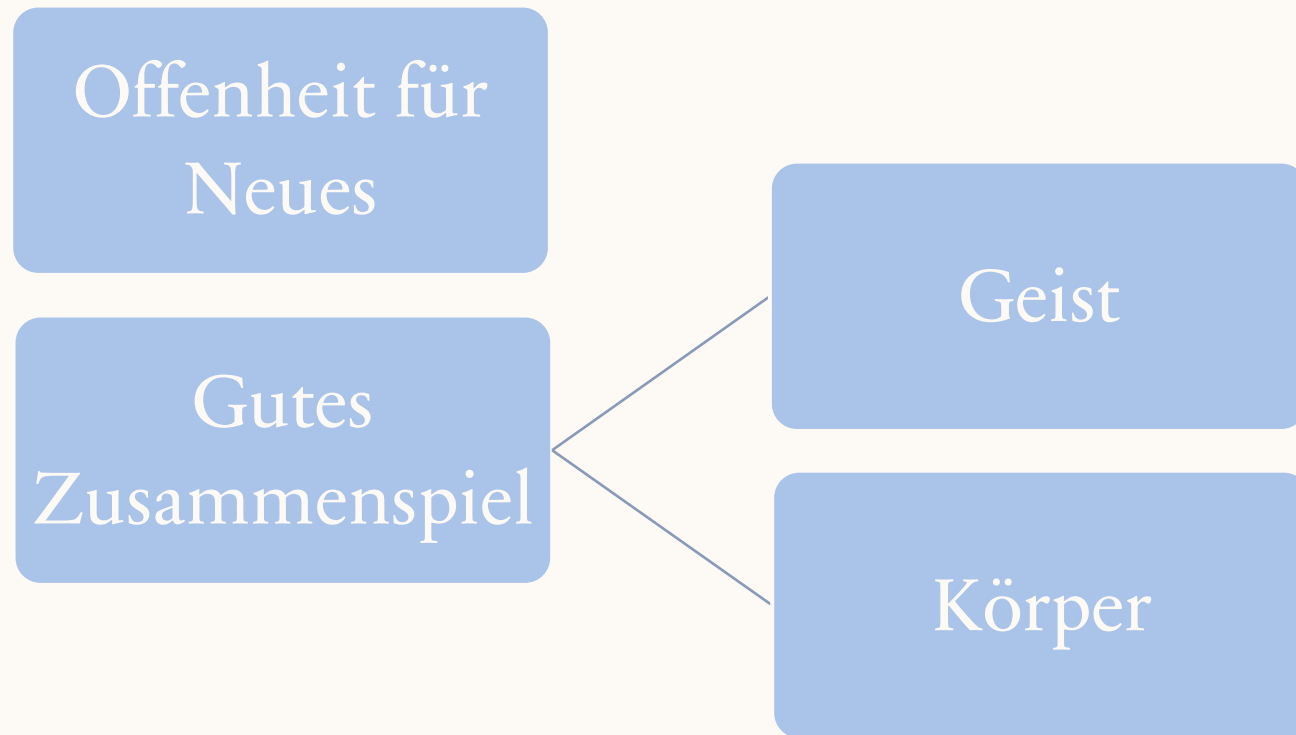 Offenheit für
Neues
Gutes
Zusammenspiel
Geist
Körper